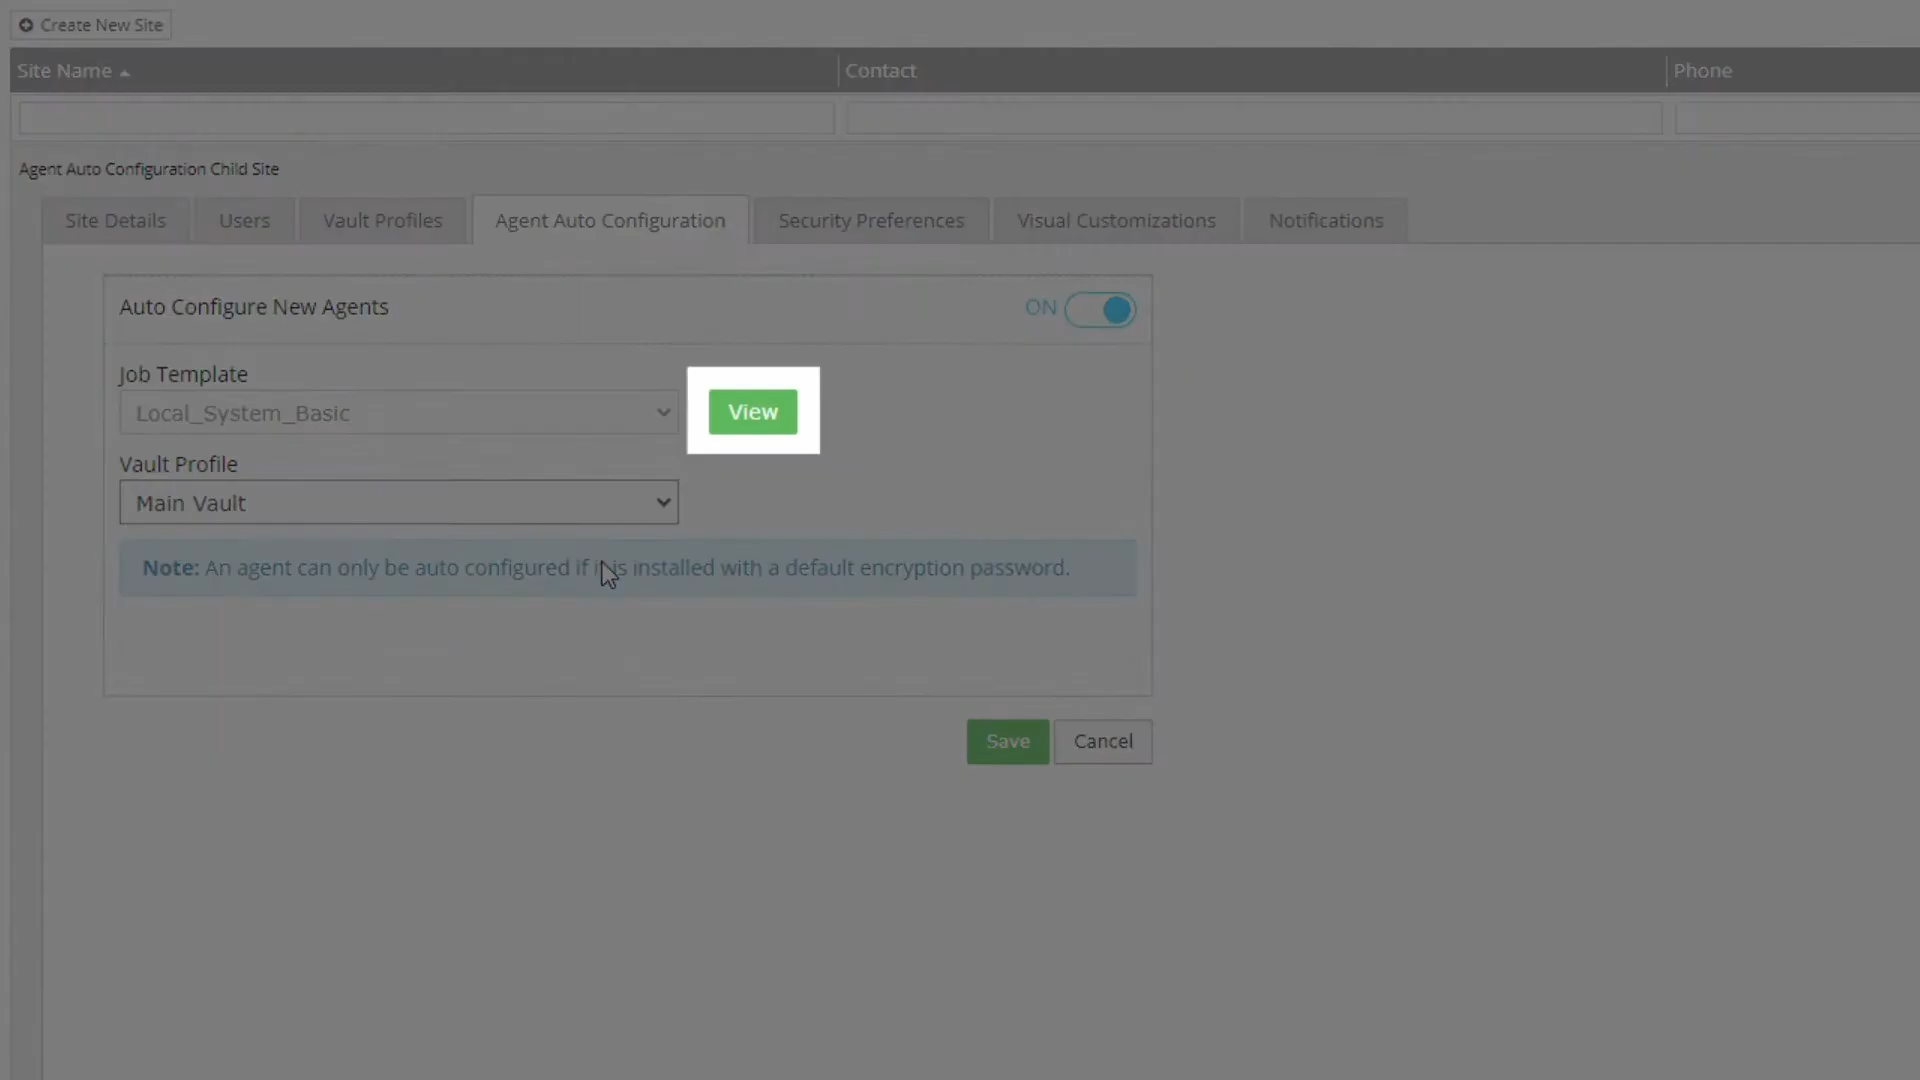 Create New Site
Site Name
Contact
Phone
Agent Auto Configuration Child Site
Site Details
Users
Vault Profiles
Agent Auto Configuration
Security Preferences
Visual Customizations
Notifications
Auto Configure New Agents
ON
Job Template
Local_System_Basic
View
Vault Profile
Main Vault
Note: An agent can only be auto configured if it is installed with a default encryption password.
Save
Cancel